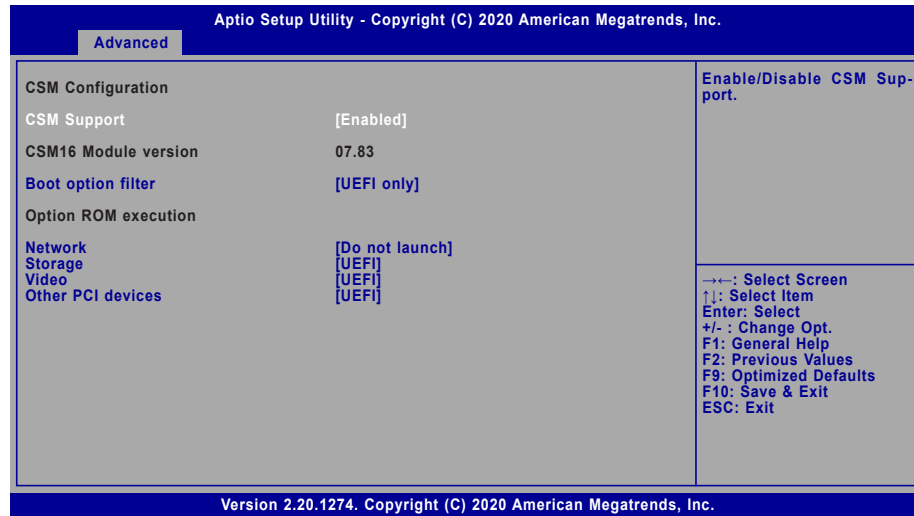 Aptio Setup Utility - Copyright (C) 2020 American Megatrends, Inc.
Advanced
CSM Configuration
CSM Support [Enabled]
CSM16 Module version 07.83
Boot option filter [UEFI only]
Option ROM execution
Network [Do not launch]
Storage [UEFI]
Video [UEFI]
Other PCI devices [UEFI]
Enable/Disable CSM Sup-
port.
→←: Select Screen
↑↓: Select Item
Enter: Select
+/- : Change Opt.
F1: General Help
F2: Previous Values
F9: Optimized Defaults
F10: Save & Exit
ESC: Exit
Version 2.20.1274. Copyright (C) 2020 American Megatrends, Inc.